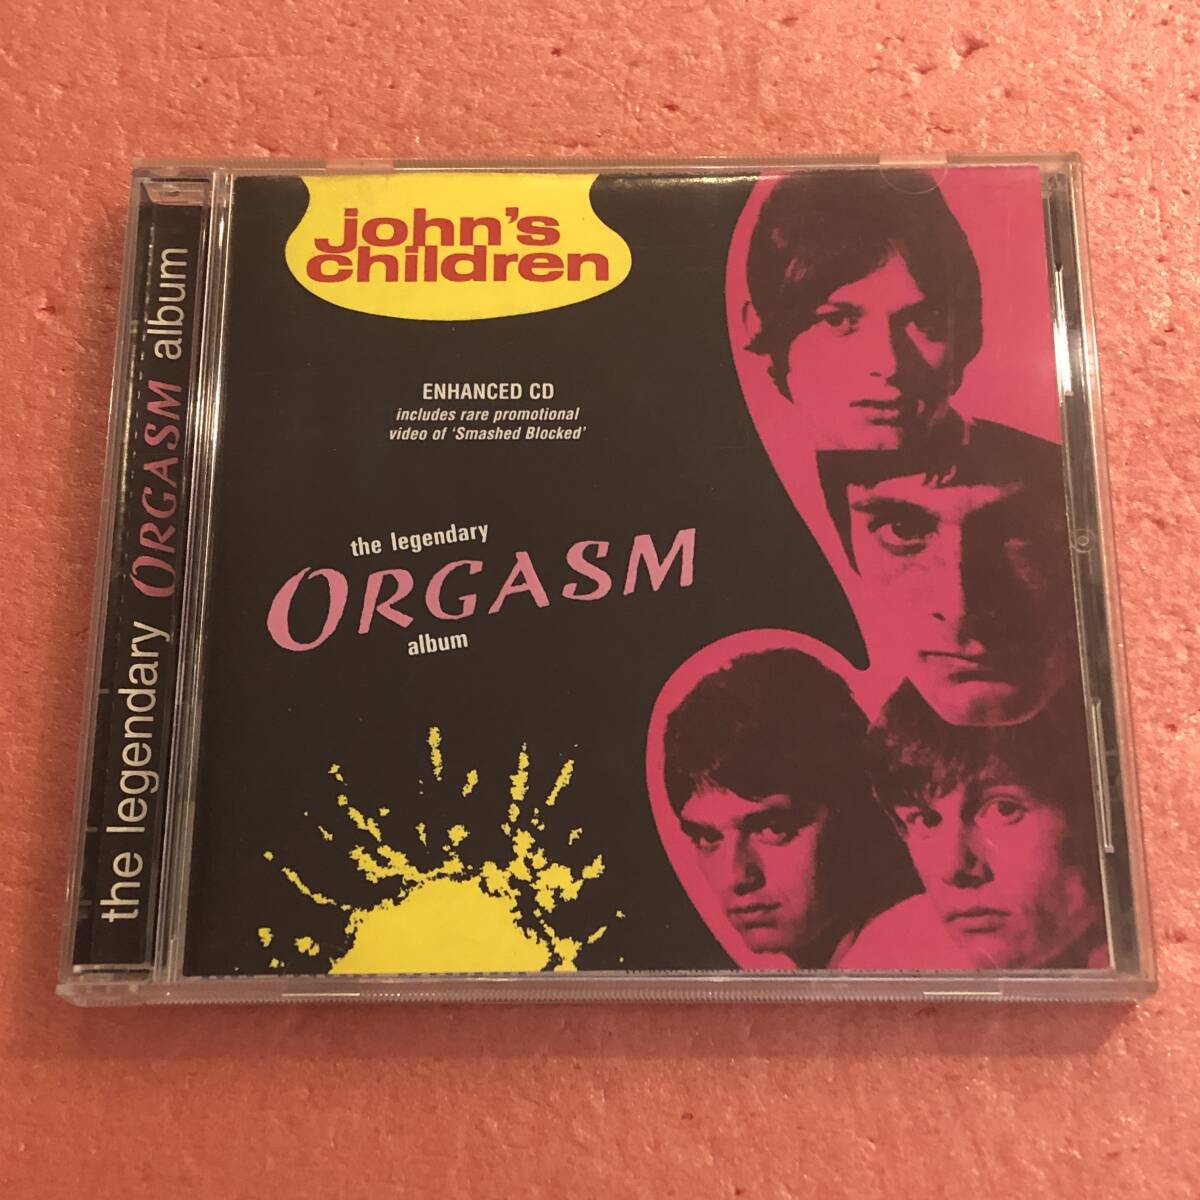 john's
children
ENHANCED CD
includes rare promotional
video of 'Smashed Blocked'
the legendary
ORGASM
album
the legendary ORGASM album